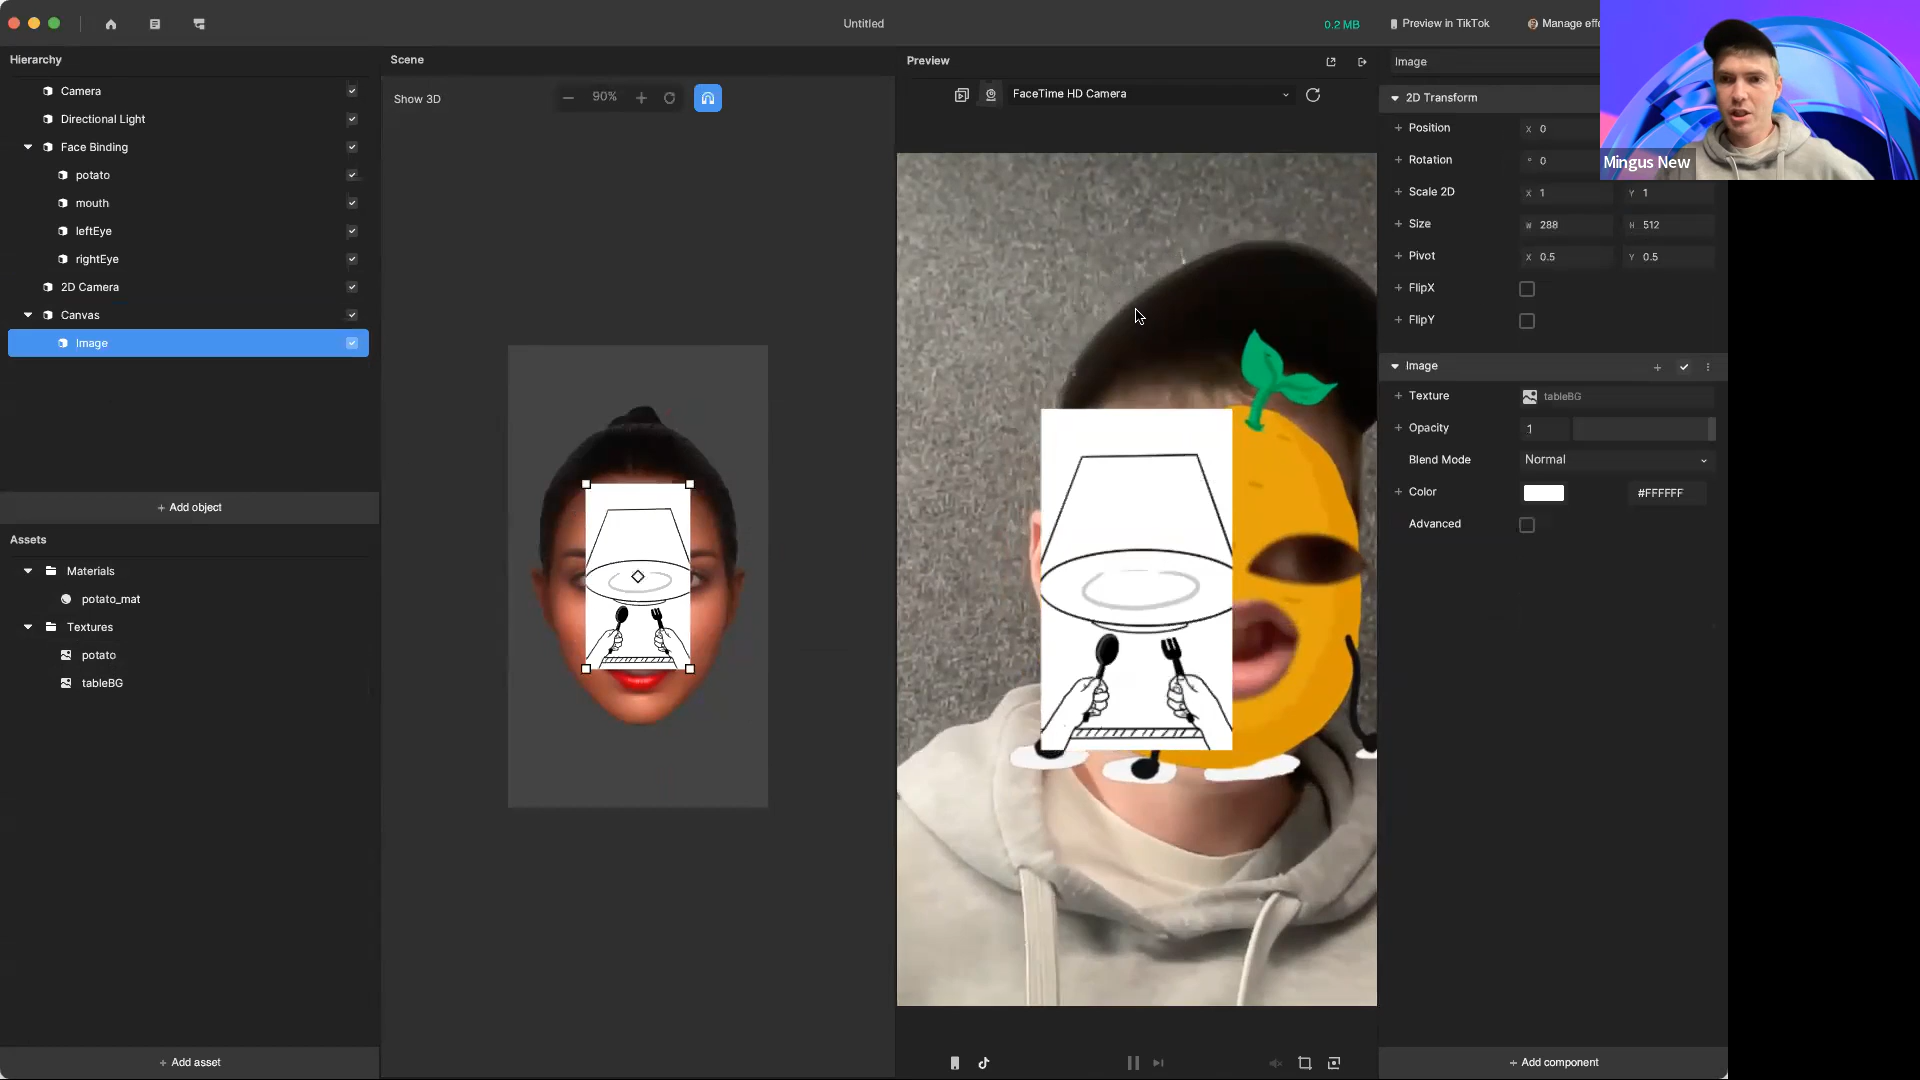 Untitled
0.2 MB
Preview in TikTok
Manage effe
Mingus New
Hierarchy
Camera
Directional Light
Face Binding
potato
mouth
leftEye
rightEye
2D Camera
Canvas
Image
+ Add object
Assets
Materials
potato_mat
Textures
potato
tableBG
+ Add asset
Scene
Show 3D
90%
Preview
FaceTime HD Camera
Image
2D Transform
Position X 0
Rotation ° 0
Scale 2D X 1 Y 1
Size W 288 H 512
Pivot X 0.5 Y 0.5
FlipX
FlipY
Image
Texture tableBG
Opacity 1
Blend Mode Normal
Color #FFFFFF
Advanced
+ Add component